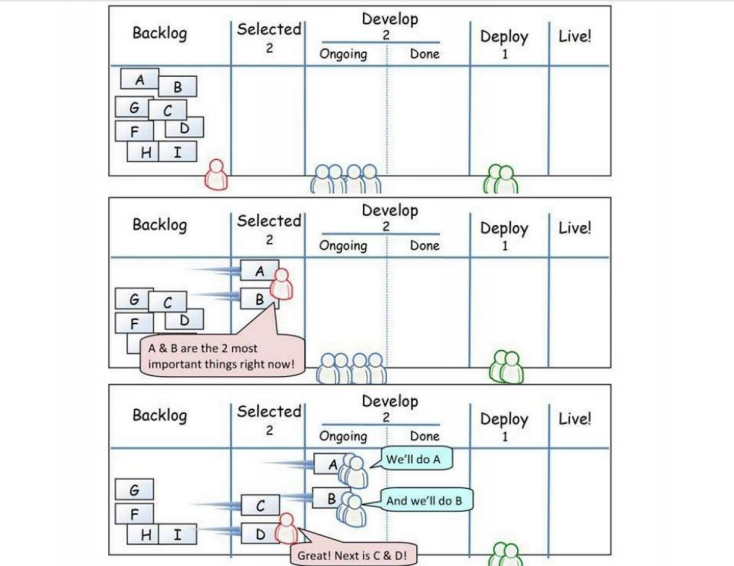 Backlog
Selected
2
Develop
2
Ongoing
Done
Deploy
1
Live!
A
B
G
C
F
D
H
I
Backlog
Selected
2
Develop
2
Ongoing
Done
Deploy
1
Live!
A
B
G
C
F
D
A & B are the 2 most
important things right now!
Backlog
Selected
2
Develop
2
Ongoing
Done
Deploy
1
Live!
A
We'll do A
B
And we'll do B
G
C
F
H
I
D
Great! Next is C & D!